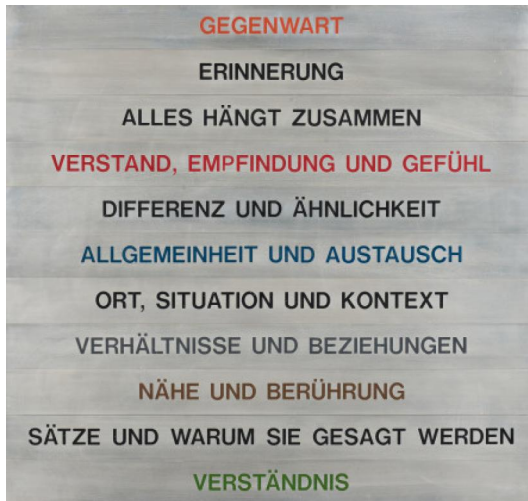 GEGENWART
ERINNERUNG
ALLES HÄNGT ZUSAMMEN
VERSTAND, EMPFINDUNG UND GEFÜHL
DIFFERENZ UND ÄHNLICHKEIT
ALLGEMEINHEIT UND AUSTAUSCH
ORT, SITUATION UND KONTEXT
VERHÄLTNISSE UND BEZIEHUNGEN
NÄHE UND BERÜHRUNG
SÄTZE UND WARUM SIE GESAGT WERDEN
VERSTÄNDNIS